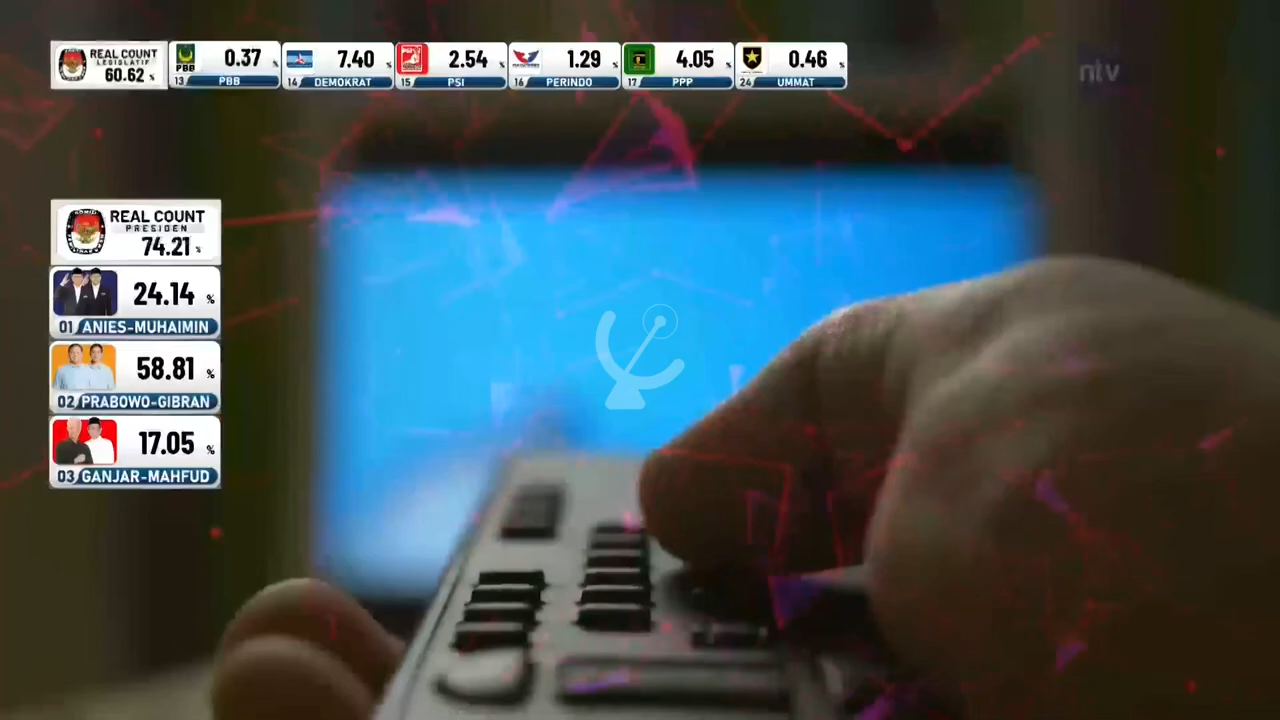 REAL COUNT
LEGISLATIF
60.62 %
PBB
0.37 %
13 PBB
7.40 %
14 DEMOKRAT
PSI
2.54 %
15 PSI
1.29 %
16 PERINDO
4.05 %
17 PPP
0.46 %
24 UMMAT
ntv
REAL COUNT
PRESIDEN
74.21 %
24.14 %
01 ANIES-MUHAIMIN
58.81 %
02 PRABOWO-GIBRAN
17.05 %
03 GANJAR-MAHFUD